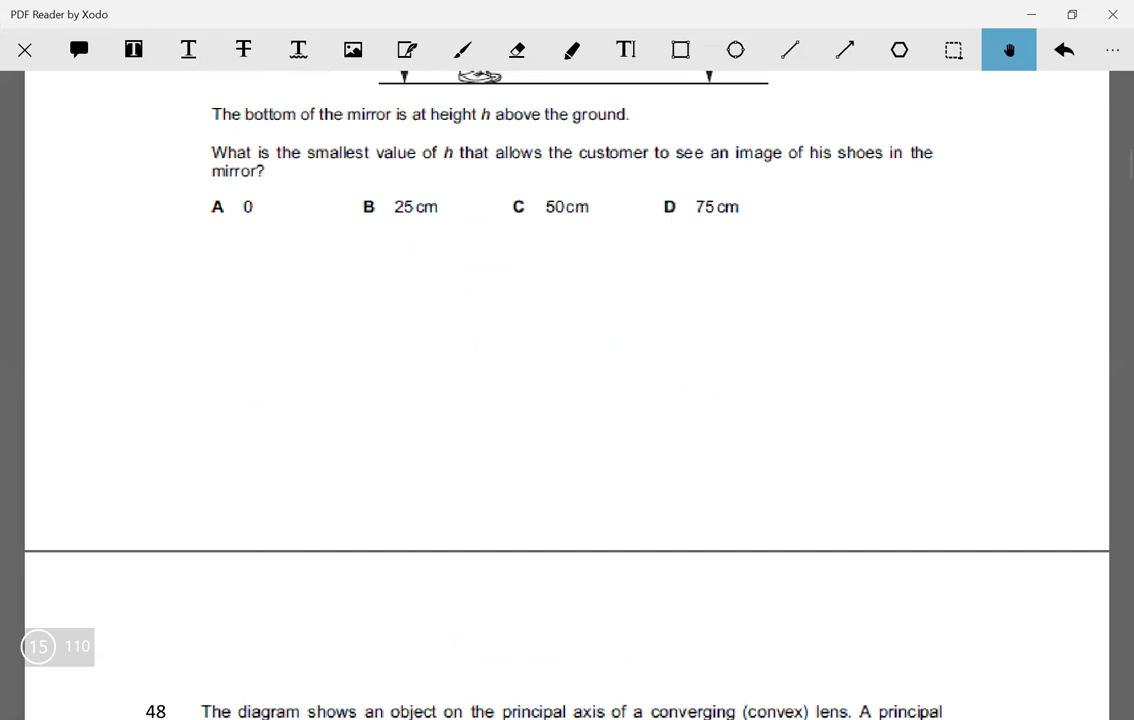 PDF Reader by Xodo
T T T T TI
The bottom of the mirror is at height h above the ground.
What is the smallest value of h that allows the customer to see an image of his shoes in the
mirror?
A 0 B 25 cm C 50 cm D 75 cm
15 110
48 The diagram shows an object on the principal axis of a converging (convex) lens. A principal